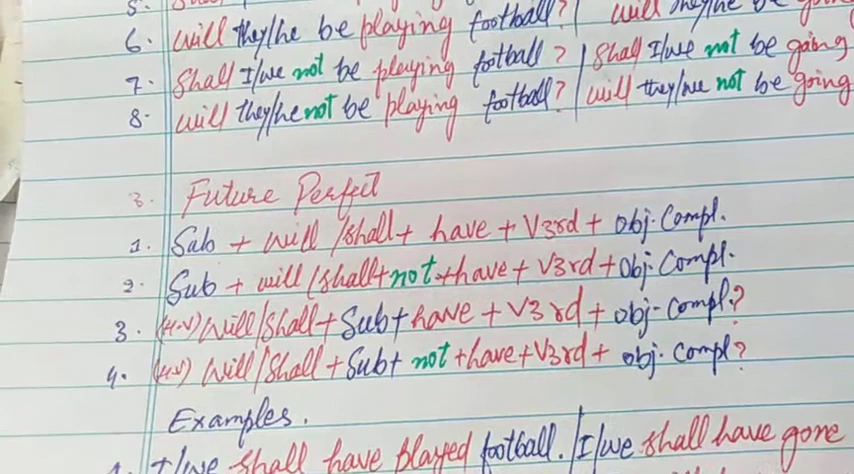 5.
6. Will they/he be playing football? | Will they/he be
7. Shall I/we not be playing football? | Shall I/we not be going
8. Will they/he not be playing football? | Will they/we not be going
3. Future Perfect
1. Sub + will /shall + have + V3rd + obj. Compl.
2. Sub + will /shall + not + have + V3rd + Obj. Compl.
3. (H.V) Will/Shall + Sub + have + V3rd + obj. Compl.?
4. (H.V) Will/Shall + Sub + not + have + V3rd + obj. Compl?
Examples.
1. I/we shall have played football. / I/we shall have gone